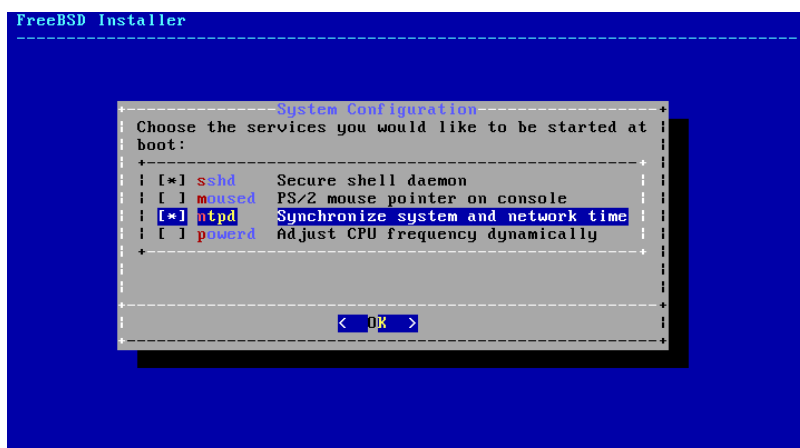 FreeBSD Installer
System Configuration
Choose the services you would like to be started at
boot:
[*] sshd Secure shell daemon
[ ] moused PS/2 mouse pointer on console
[*] ntpd Synchronize system and network time
[ ] powerd Adjust CPU frequency dynamically
< OK >